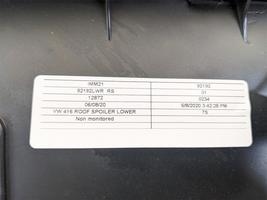 IMM21 92192
92192LWR RS 01
12872 0234
06/08/20 6/8/2020 3:42:28 PM
VW 416 ROOF SPOILER LOWER 7S
Non monitored